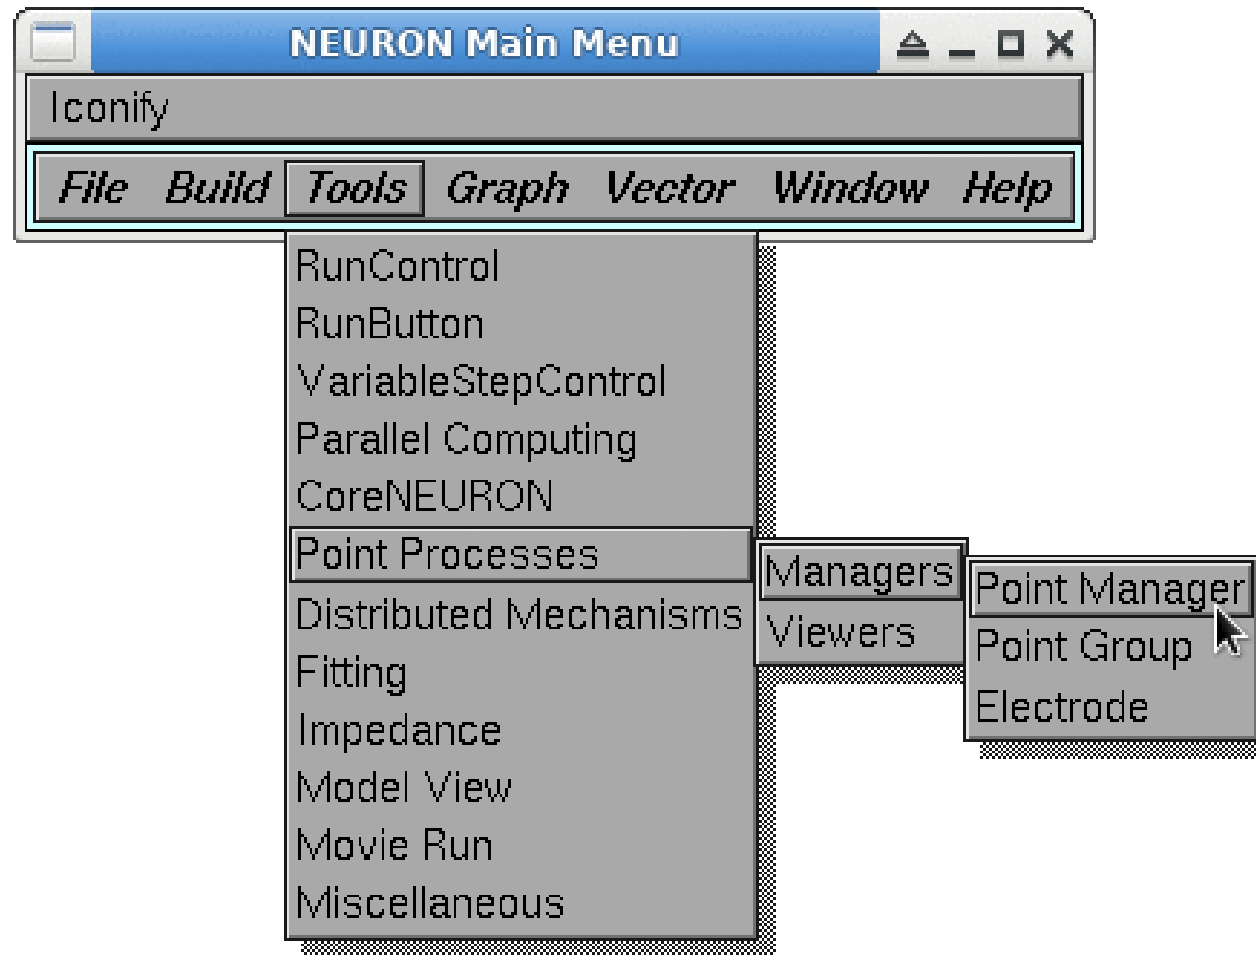 NEURON Main Menu
Iconify
File Build Tools Graph Vector Window Help
RunControl
RunButton
VariableStepControl
Parallel Computing
CoreNEURON
Point Processes
Distributed Mechanisms
Fitting
Impedance
Model View
Movie Run
Miscellaneous
Managers
Viewers
Point Manager
Point Group
Electrode